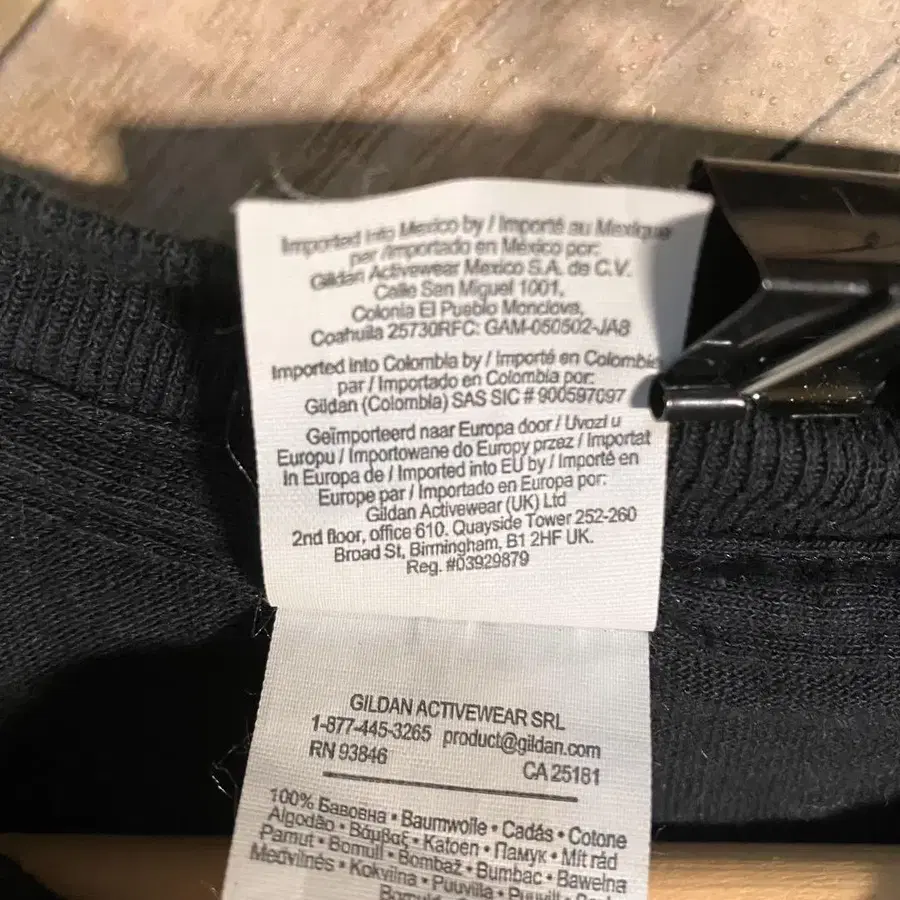 Imported into Mexico by / Importé au Mexique
par /Importado en México por:
Gildan Activewear Mexico S.A. de C.V.
Calle San Miguel 1001,
Colonia El Pueblo Monclova,
Coahuila 25730RFC: GAM-050502-JA8
Imported into Colombia by / Importé en Colombie
par / Importado en Colombia por:
Gildan (Colombia) SAS SIC # 900597097
Geïmporteerd naar Europa door / Uvozi u
Europu / Importowane do Europy przez / Importat
în Europa de / Imported into EU by / Importé en
Europe par / Importado en Europa por:
Gildan Activewear (UK) Ltd
2nd floor, office 610. Quayside Tower 252-260
Broad St, Birmingham, B1 2HF UK.
Reg. #03929879
GILDAN ACTIVEWEAR SRL
1-877-445-3265 product@gildan.com
RN 93846 CA 25181
100% Бавовна • Baumwolle • Cadás • Cotone
Algodão • Βάμβαξ • Katoen • Памук • Mït rád
Pamut • Bomull • Bombaž • Bumbac • Bawełna
Medvilnės • Kokvilna • Puuvilla • Puuvill •